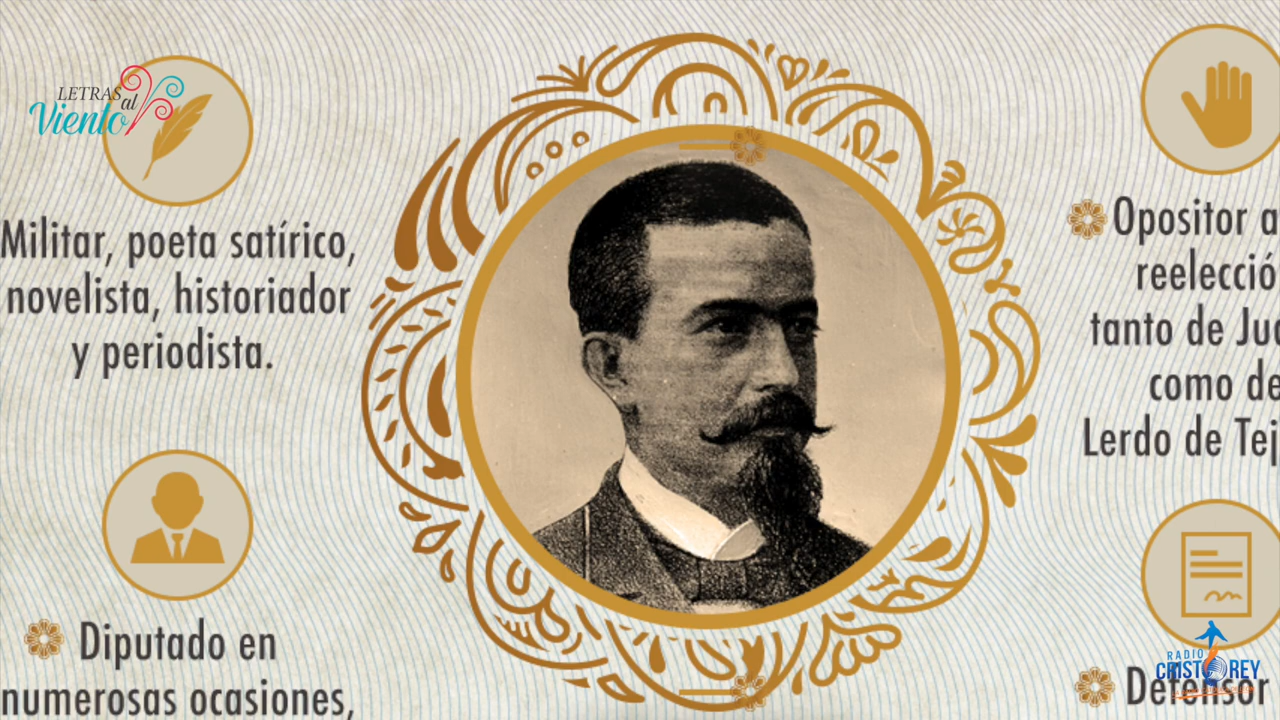 LETRAS
al
Viento
Militar, poeta satírico,
novelista, historiador
y periodista.
Diputado en
numerosas ocasiones,
Opositor a
reelecció
tanto de Ju
como de
Lerdo de Tej
Defensor
RADIO
CRISTO REY